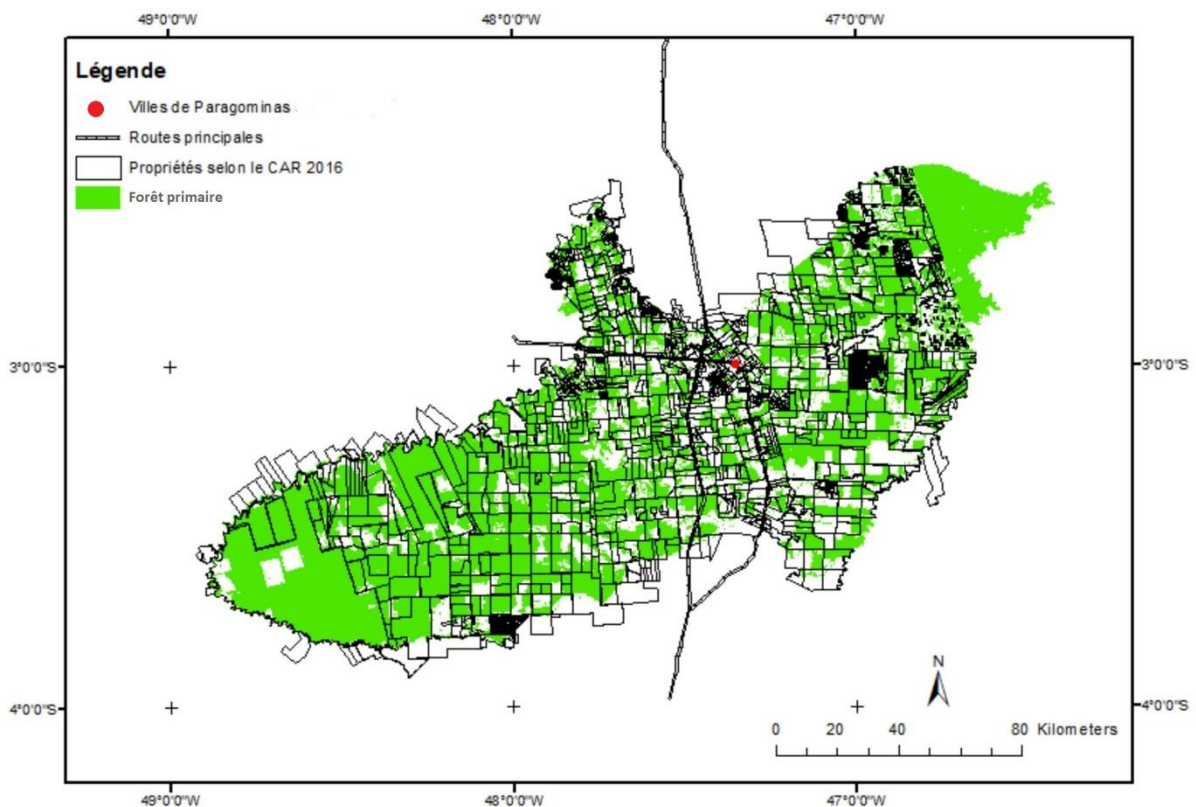 49°0'0"W 48°0'0"W 47°0'0"W
Légende
Villes de Paragominas
Routes principales
Propriétés selon le CAR 2016
Forêt primaire
3°0'0"S 3°0'0"S
N
4°0'0"S 4°0'0"S
0 20 40 80 Kilometers
49°0'0"W 48°0'0"W 47°0'0"W